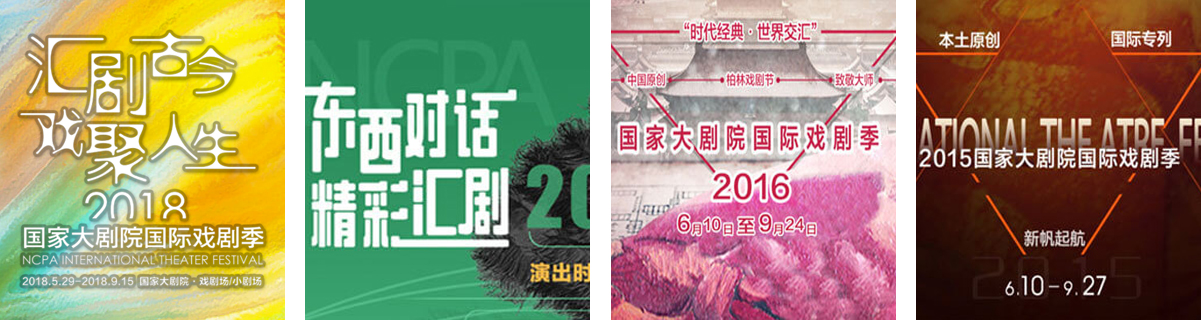 汇剧古今
戏聚人生
2018
国家大剧院国际戏剧季
NCPA INTERNATIONAL THEATER FESTIVAL
2018.5.29-2018.9.15 国家大剧院·戏剧场/小剧场
NCPA
东西对话
精彩汇剧
20
演出时
“时代经典·世界交汇”
中国原创 柏林戏剧节 致敬大师
国家大剧院国际戏剧季
2016
6月10日至9月24日
本土原创 国际专列
ATIONAL THEATRE FE
2015国家大剧院国际戏剧季
新帆起航
2015
6.10-9.27